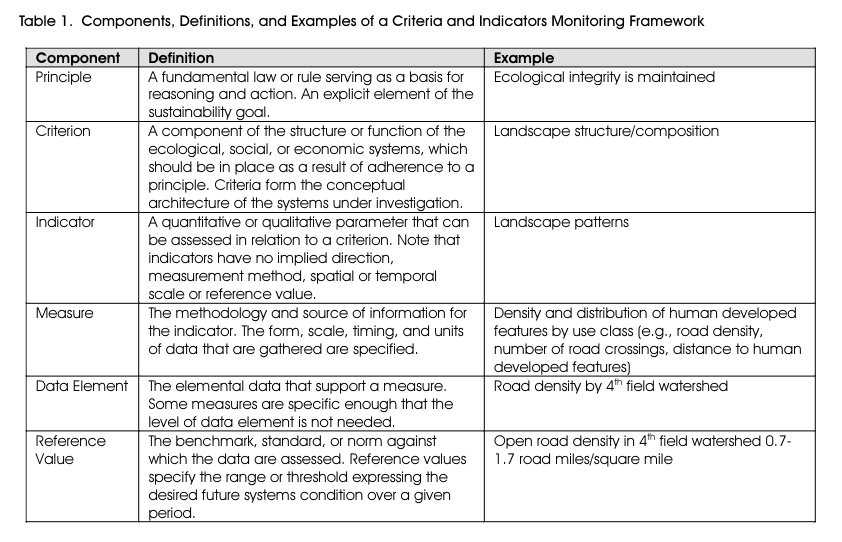 Table 1.  Components, Definitions, and Examples of a Criteria and Indicators Monitoring Framework
Component
Definition
Example
Principle
A fundamental law or rule serving as a basis for
reasoning and action. An explicit element of the
sustainability goal.
Ecological integrity is maintained
Criterion
A component of the structure or function of the
ecological, social, or economic systems, which
should be in place as a result of adherence to a
principle. Criteria form the conceptual
architecture of the systems under investigation.
Landscape structure/composition
Indicator
A quantitative or qualitative parameter that can
be assessed in relation to a criterion. Note that
indicators have no implied direction,
measurement method, spatial or temporal
scale or reference value.
Landscape patterns
Measure
The methodology and source of information for
the indicator. The form, scale, timing, and units
of data that are gathered are specified.
Density and distribution of human developed
features by use class (e.g., road density,
number of road crossings, distance to human
developed features)
Data Element
The elemental data that support a measure.
Some measures are specific enough that the
level of data element is not needed.
Road density by 4th field watershed
Reference
Value
The benchmark, standard, or norm against
which the data are assessed. Reference values
specify the range or threshold expressing the
desired future systems condition over a given
period.
Open road density in 4th field watershed 0.7-
1.7 road miles/square mile